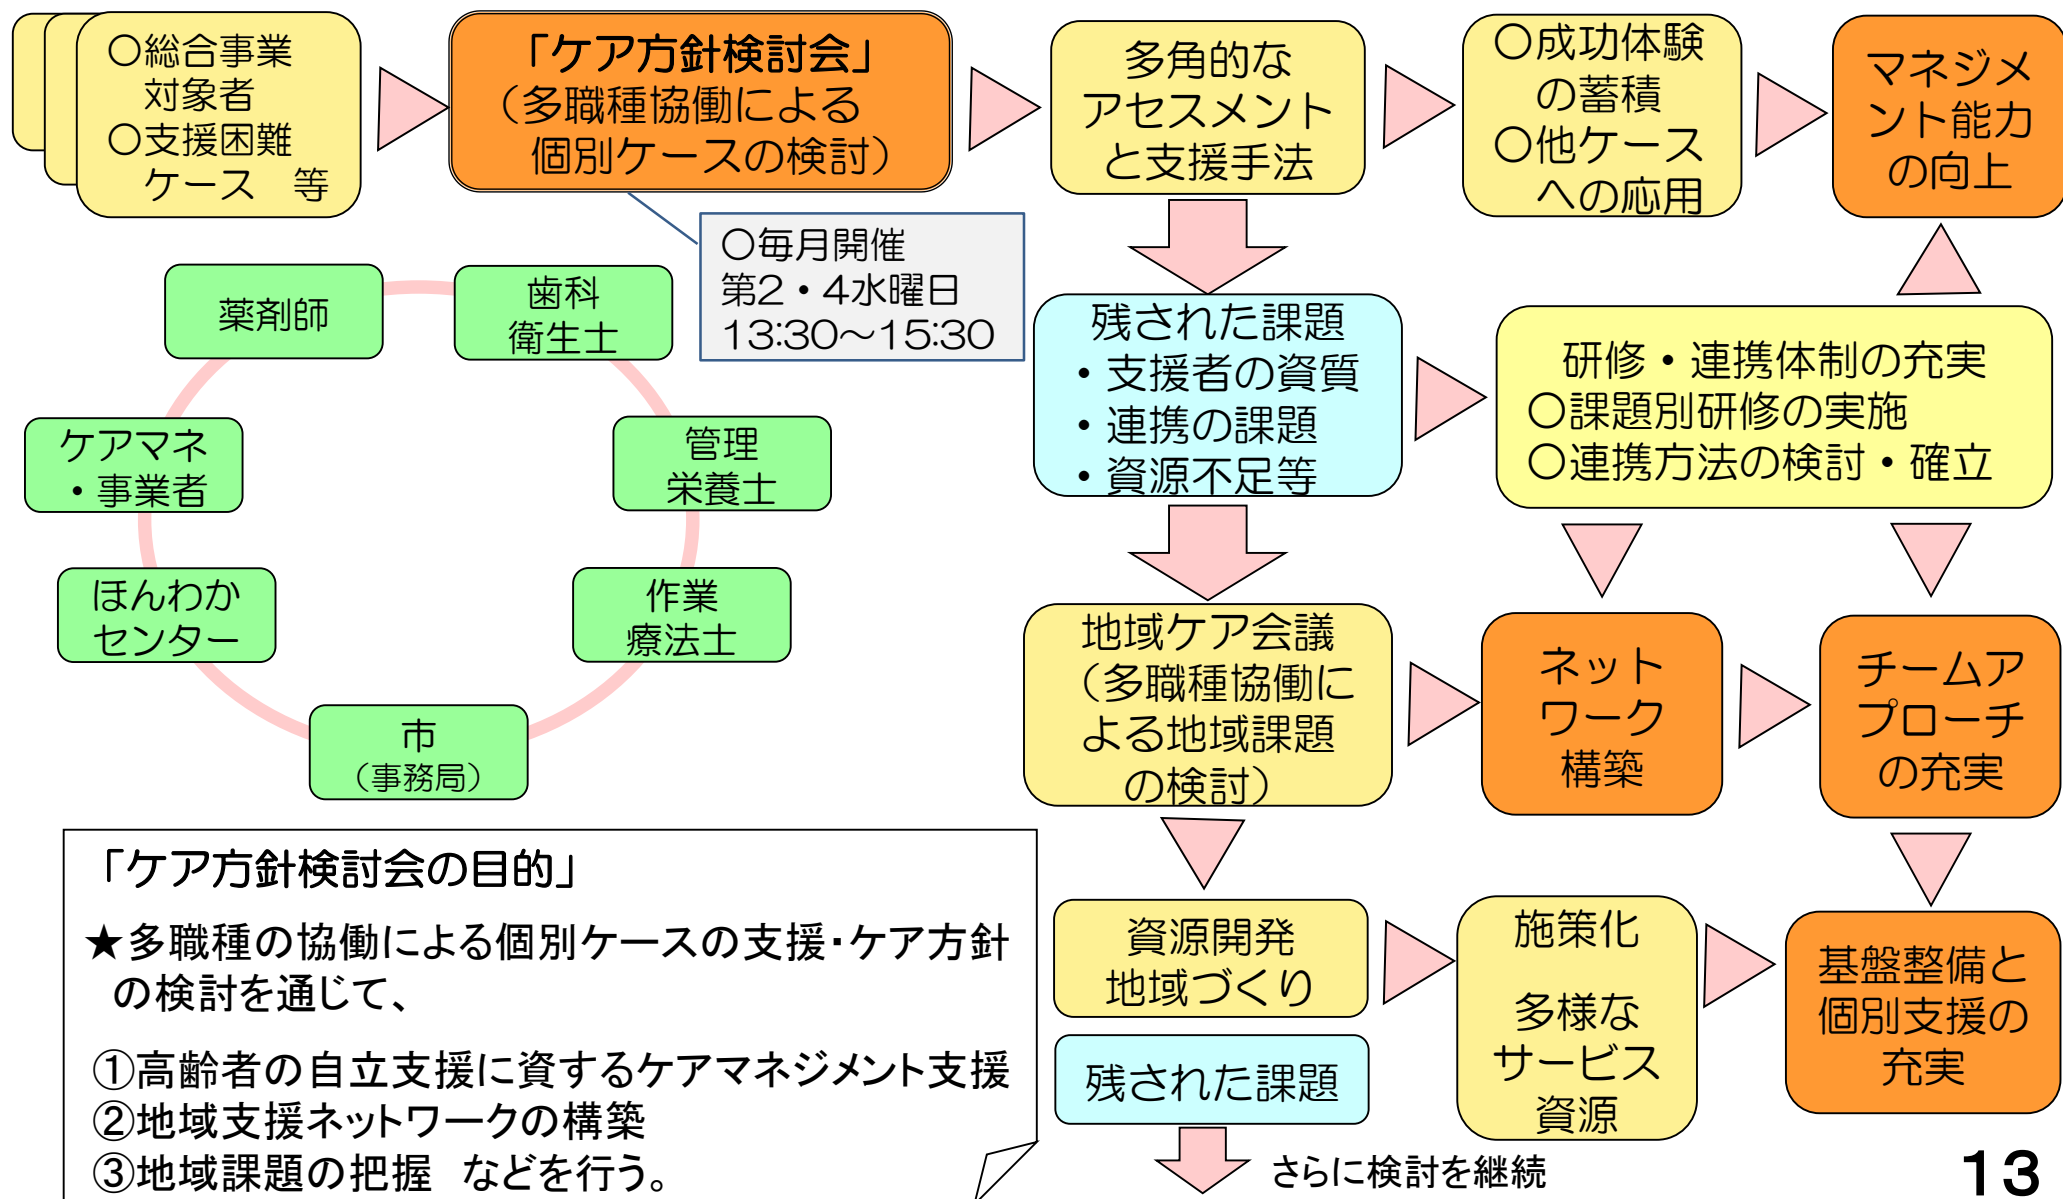 〇総合事業
対象者
〇支援困難
ケース　等
「ケア方針検討会」
（多職種協働による
個別ケースの検討）
多角的な
アセスメント
と支援手法
〇成功体験
の蓄積
〇他ケース
への応用
マネジメ
ント能力
の向上
〇毎月開催
第2・4水曜日
13:30～15:30
薬剤師
歯科
衛生士
ケアマネ
・事業者
管理
栄養士
ほんわか
センター
作業
療法士
市
（事務局）
残された課題
・支援者の資質
・連携の課題
・資源不足等
研修・連携体制の充実
〇課題別研修の実施
〇連携方法の検討・確立
地域ケア会議
（多職種協働に
よる地域課題
の検討）
ネット
ワーク
構築
チームア
プローチ
の充実
「ケア方針検討会の目的」
★多職種の協働による個別ケースの支援・ケア方針
の検討を通じて、
①高齢者の自立支援に資するケアマネジメント支援
②地域支援ネットワークの構築
③地域課題の把握　などを行う。
資源開発
地域づくり
施策化
多様な
サービス
資源
基盤整備と
個別支援の
充実
残された課題
さらに検討を継続
13